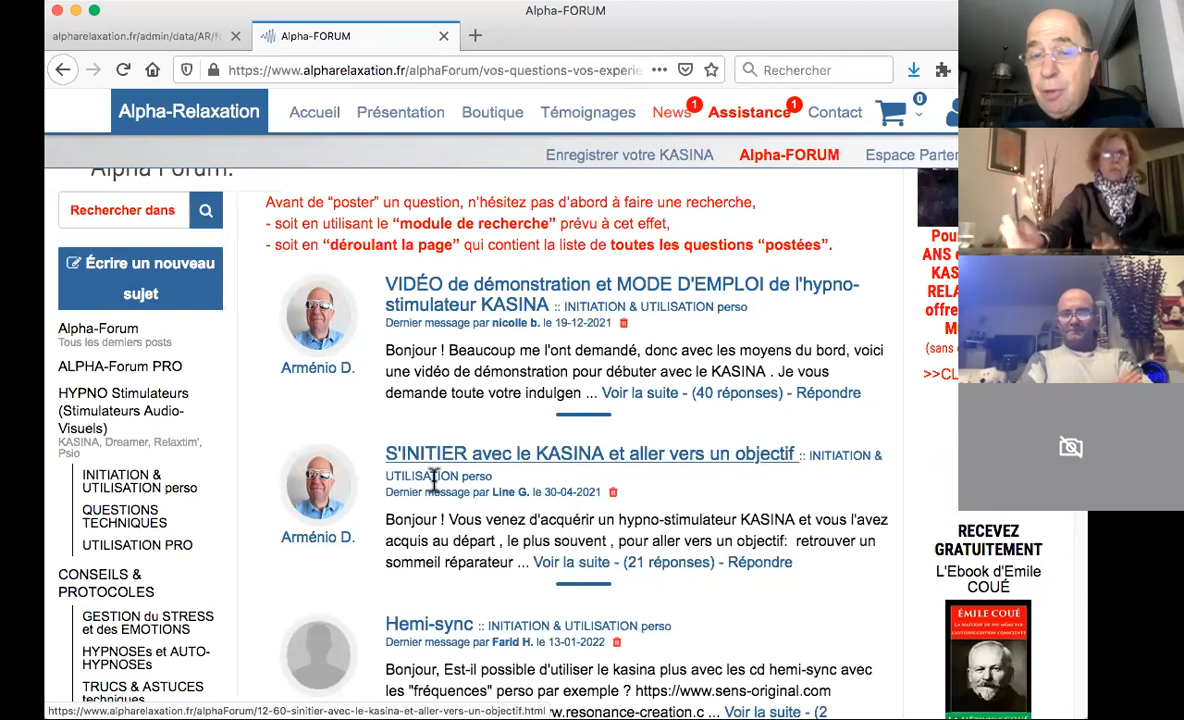 Alpha-FORUM
alpharelaxation.fr/admin/data/AR/f
Alpha-FORUM
https://www.alpharelaxation.fr/alphaForum/vos-questions-vos-experie
Rechercher
Alpha-Relaxation
Accueil
Présentation
Boutique
Témoignages
News
1
Assistance
1
Contact
0
Enregistrer votre KASINA
Alpha-FORUM
Espace Parten
Alpha Forum.
Rechercher dans
Écrire un nouveau
sujet
Alpha-Forum
Tous les derniers posts
ALPHA-Forum PRO
HYPNO Stimulateurs
(Stimulateurs Audio-
Visuels)
KASINA, Dreamer, Relaxtim',
Psio
INITIATION &
UTILISATION perso
QUESTIONS
TECHNIQUES
UTILISATION PRO
CONSEILS &
PROTOCOLES
GESTION du STRESS
et des EMOTIONS
HYPNOSEs et AUTO-
HYPNOSEs
TRUCS & ASTUCES
techniques
Avant de “poster” un question, n'hésitez pas d'abord à faire une recherche,
- soit en utilisant le “module de recherche” prévu à cet effet,
- soit en “déroulant la page” qui contient la liste de toutes les questions “postées”.
Arménio D.
VIDÉO de démonstration et MODE D'EMPLOI de l'hypno-
stimulateur KASINA :: INITIATION & UTILISATION perso
Dernier message par nicolle b. le 19-12-2021
Bonjour ! Beaucoup me l'ont demandé, donc avec les moyens du bord, voici
une vidéo de démonstration pour débuter avec le KASINA . Je vous
demande toute votre indulgen ... Voir la suite - (40 réponses) - Répondre
Arménio D.
S'INITIER avec le KASINA et aller vers un objectif :: INITIATION &
UTILISATION perso
Dernier message par Line G. le 30-04-2021
Bonjour ! Vous venez d'acquérir un hypno-stimulateur KASINA et vous l'avez
acquis au départ , le plus souvent , pour aller vers un objectif: retrouver un
sommeil réparateur ... Voir la suite - (21 réponses) - Répondre
Hemi-sync :: INITIATION & UTILISATION perso
Dernier message par Farid H. le 13-01-2022
Bonjour, Est-il possible d'utiliser le kasina plus avec les cd hemi-sync avec
les "fréquences" perso par exemple ? https://www.sens-original.com
w.resonance-creation.c ... Voir la suite - (2
https://www.alpharelaxation.fr/alphaForum/12-60-sinitier-avec-le-kasina-et-aller-vers-un-objectif.html
Pou
ANS
KAS
RELA
offre
M
(sans
>>CL
RECEVEZ
GRATUITEMENT
L'Ebook d'Emile
COUÉ
ÉMILE COUÉ